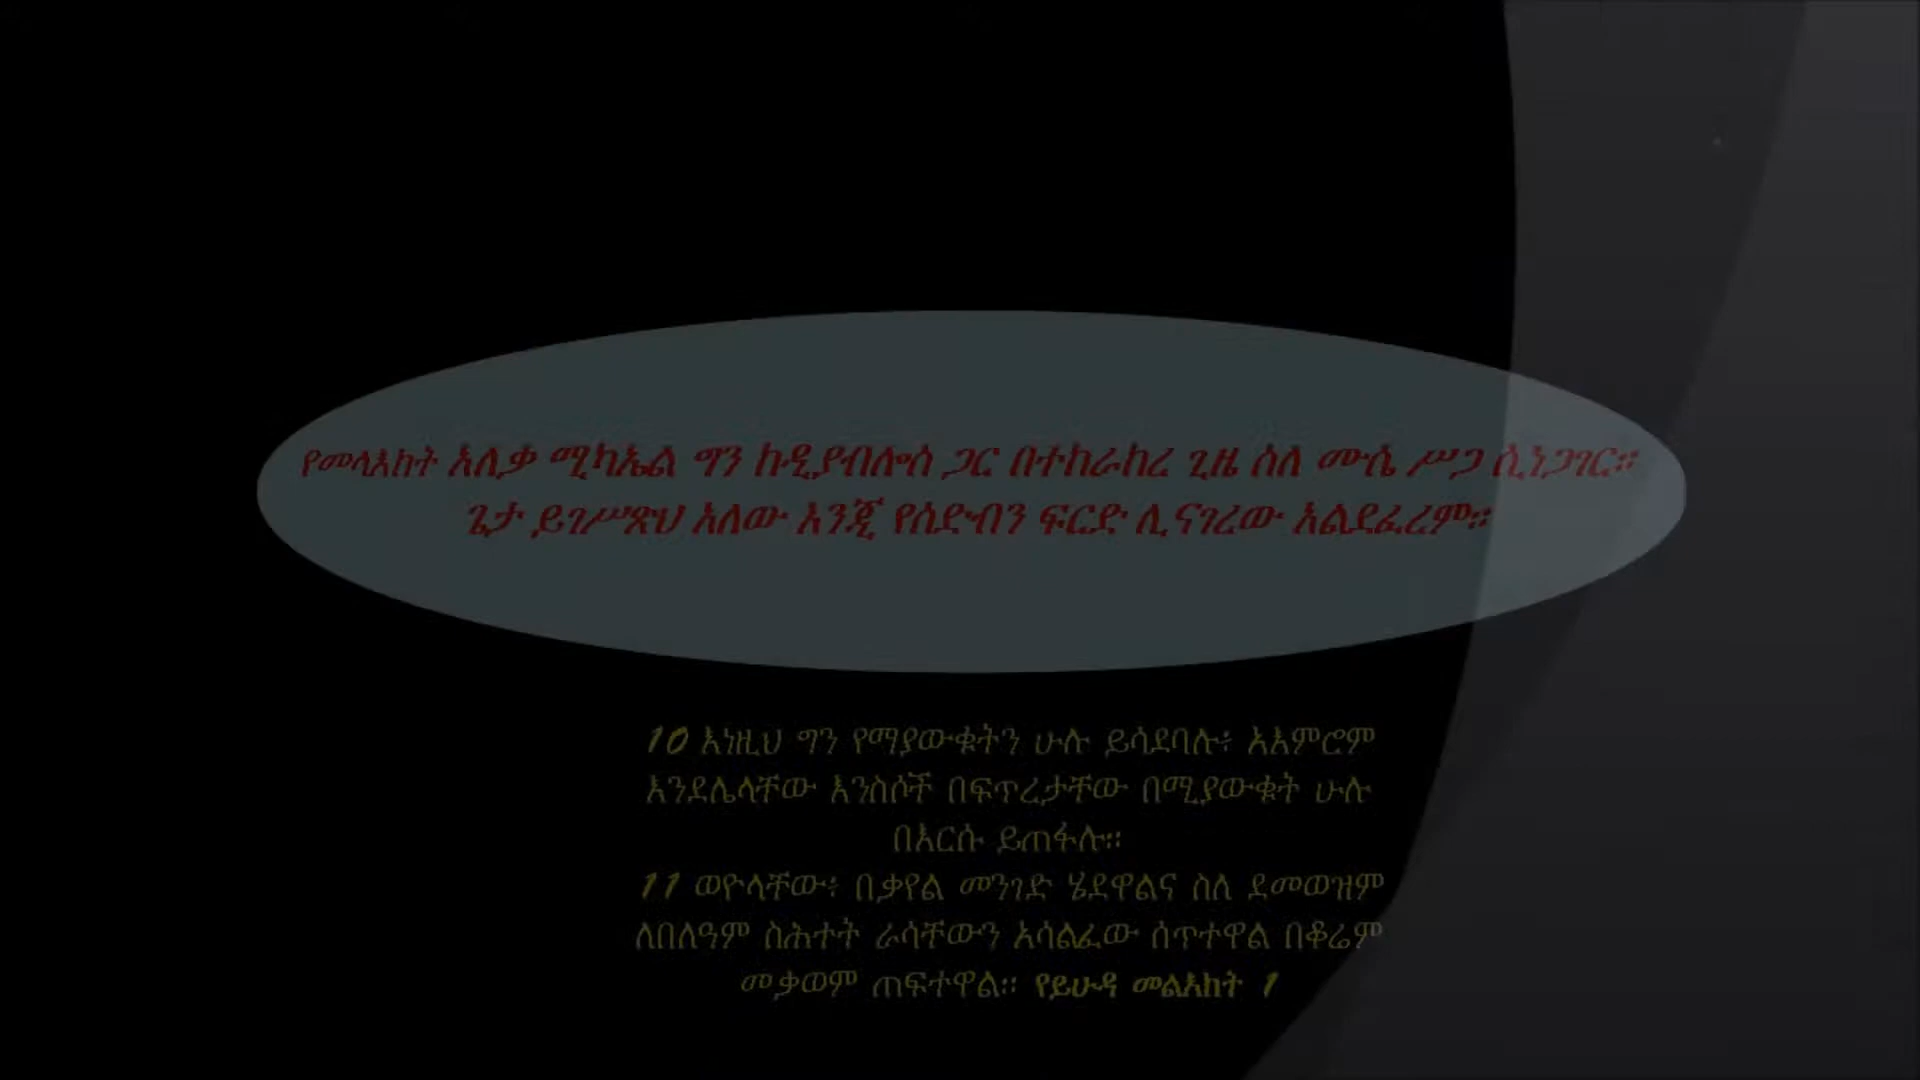 የመላእክት አለቃ ሚካኤል ግን ከዲያብሎስ ጋር በተከራከረ ጊዜ ስለ ሙሴ ሥጋ ሲነጋገር።
ጌታ ይገሥጽህ አለው እንጂ የስድብን ፍርድ ሊናገረው አልደፈረም።
10 እነዚህ ግን የማያውቁትን ሁሉ ይሳደባሉ፥ አእምሮም
እንደሌላቸው እንስሶች በፍጥረታቸው በሚያውቁት ሁሉ
በእርሱ ይጠፋሉ።
11 ወዮላቸው፥ በቃየል መንገድ ሄደዋልና ስለ ደመወዝም
ለበለዓም ስሕተት ራሳቸውን አሳልፈው ሰጥተዋል በቆሬም
መቃወም ጠፍተዋል። የይሁዳ መልእክት 1